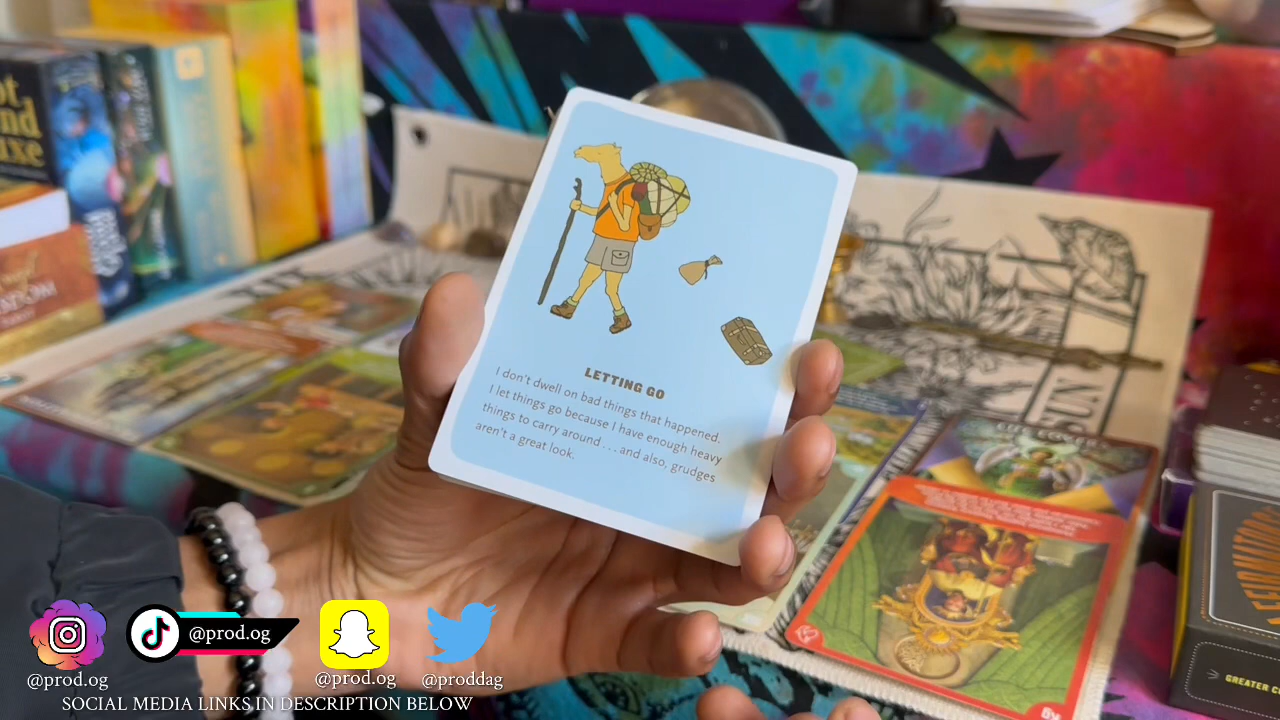 LETTING GO
I don't dwell on bad things that happened.
I let things go because I have enough heavy
things to carry around . . . and also, grudges
aren't a great look.
SUN
GREATER
@prod.og
@prod.og
@prod.og
@proddag
SOCIAL MEDIA LINKS IN DESCRIPTION BELOW